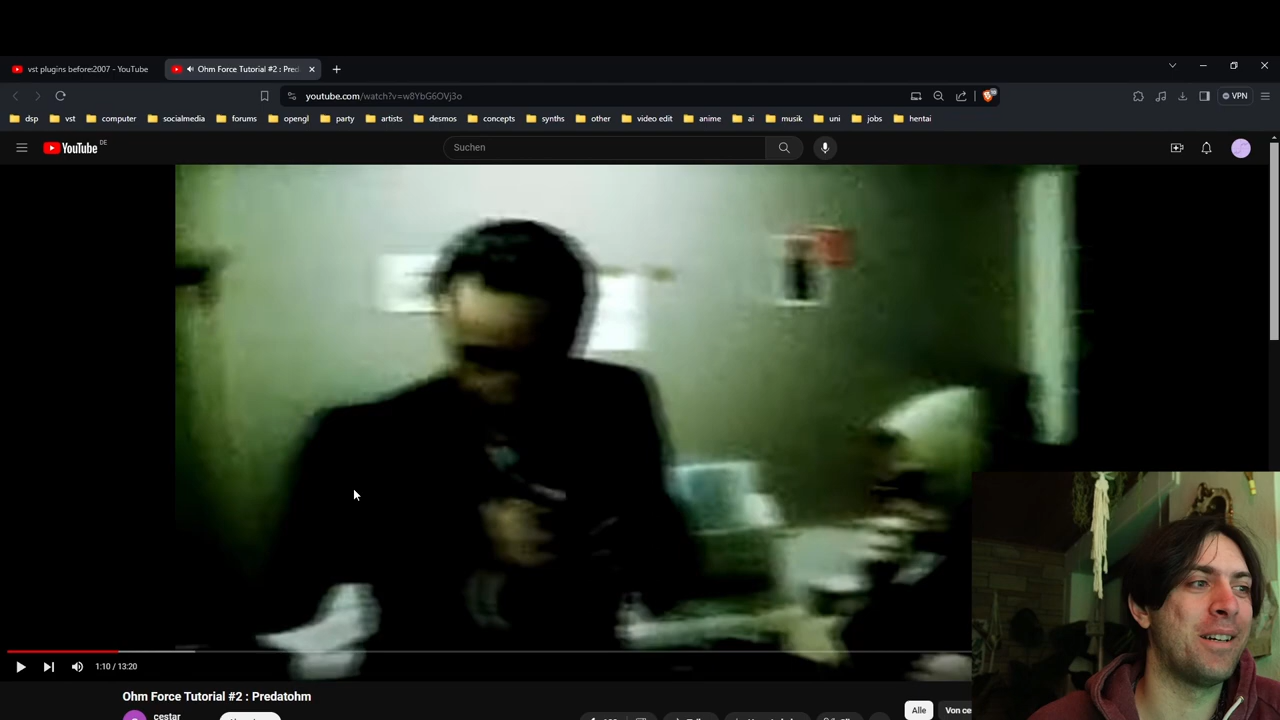 vst plugins before:2007 - YouTube
Ohm Force Tutorial #2 : Pred
youtube.com/watch?v=w8YbG6OVj3o
VPN
dsp vst computer socialmedia forums opengl party artists desmos concepts synths other video edit anime ai musik uni jobs hentai
YouTube DE
Suchen
1:10 / 13:20
Ohm Force Tutorial #2 : Predatohm
cestar
Alle Von ce